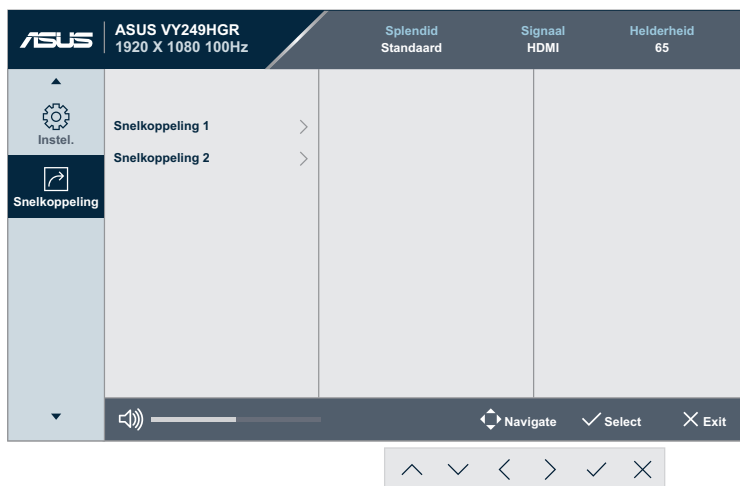 ASUS
ASUS VY249HGR
1920 X 1080 100Hz
Splendid
Standaard
Signaal
HDMI
Helderheid
65
Instel.
Snelkoppeling
Snelkoppeling 1
Snelkoppeling 2
Navigate
Select
Exit